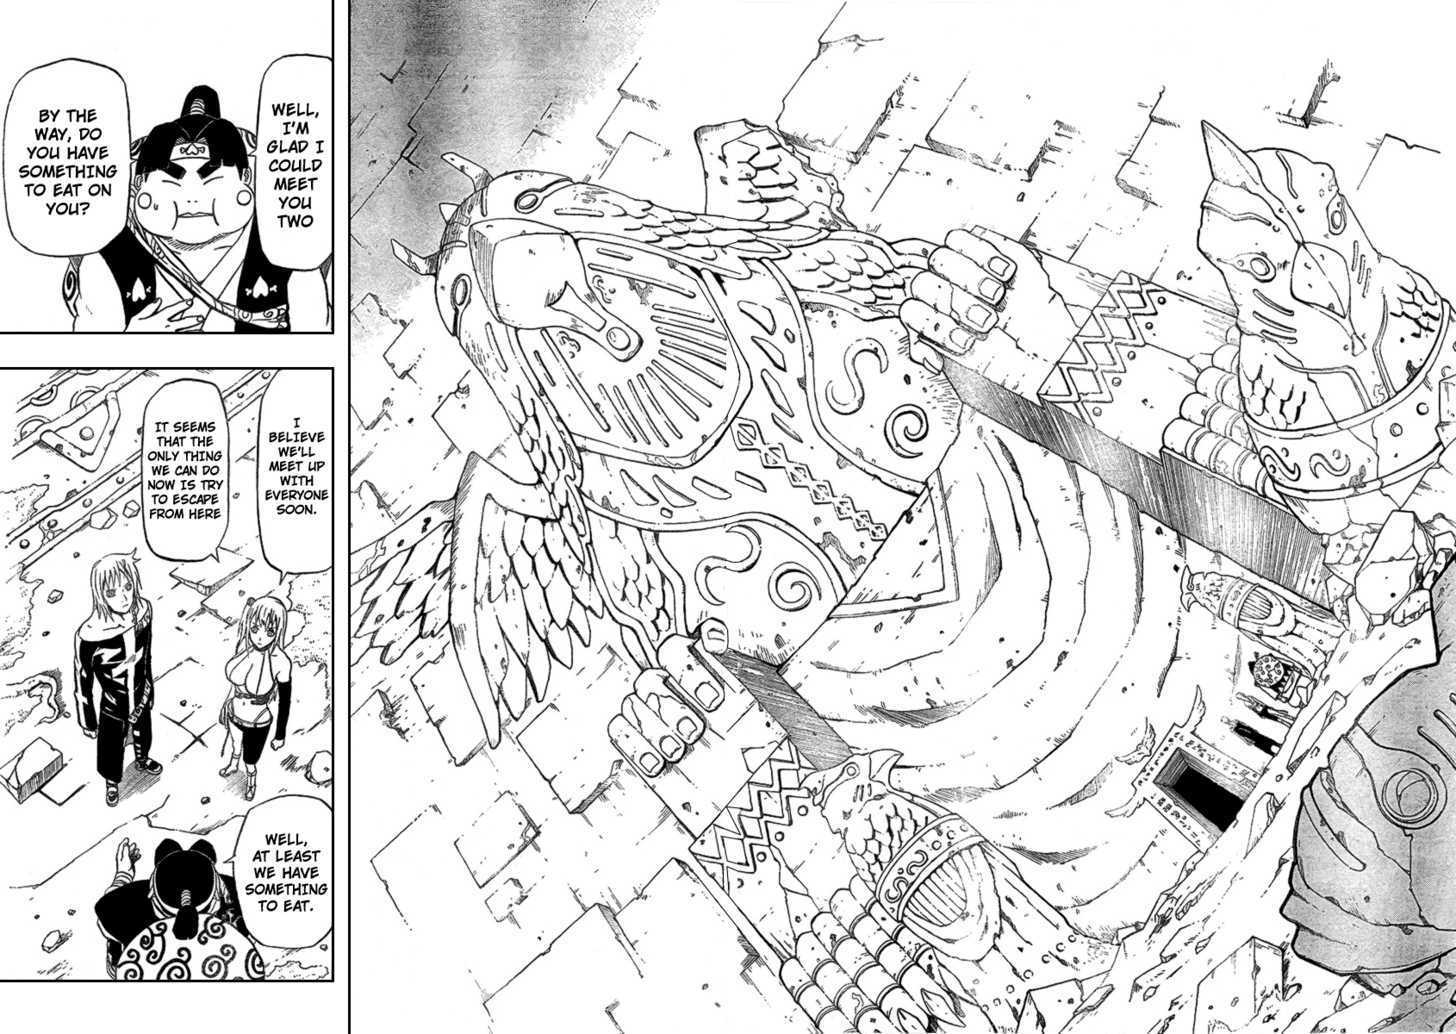 WELL,
I'M
GLAD I
COULD
MEET
YOU
TWO
BY THE
WAY, DO
YOU HAVE
SOMETHING
TO EAT ON
YOU?
I
BELIEVE
WE'LL
MEET UP
WITH
EVERYONE
SOON.
IT SEEMS
THAT THE
ONLY THING
WE CAN DO
NOW IS TRY
TO ESCAPE
FROM HERE
WELL,
AT LEAST
WE HAVE
SOMETHING
TO EAT.